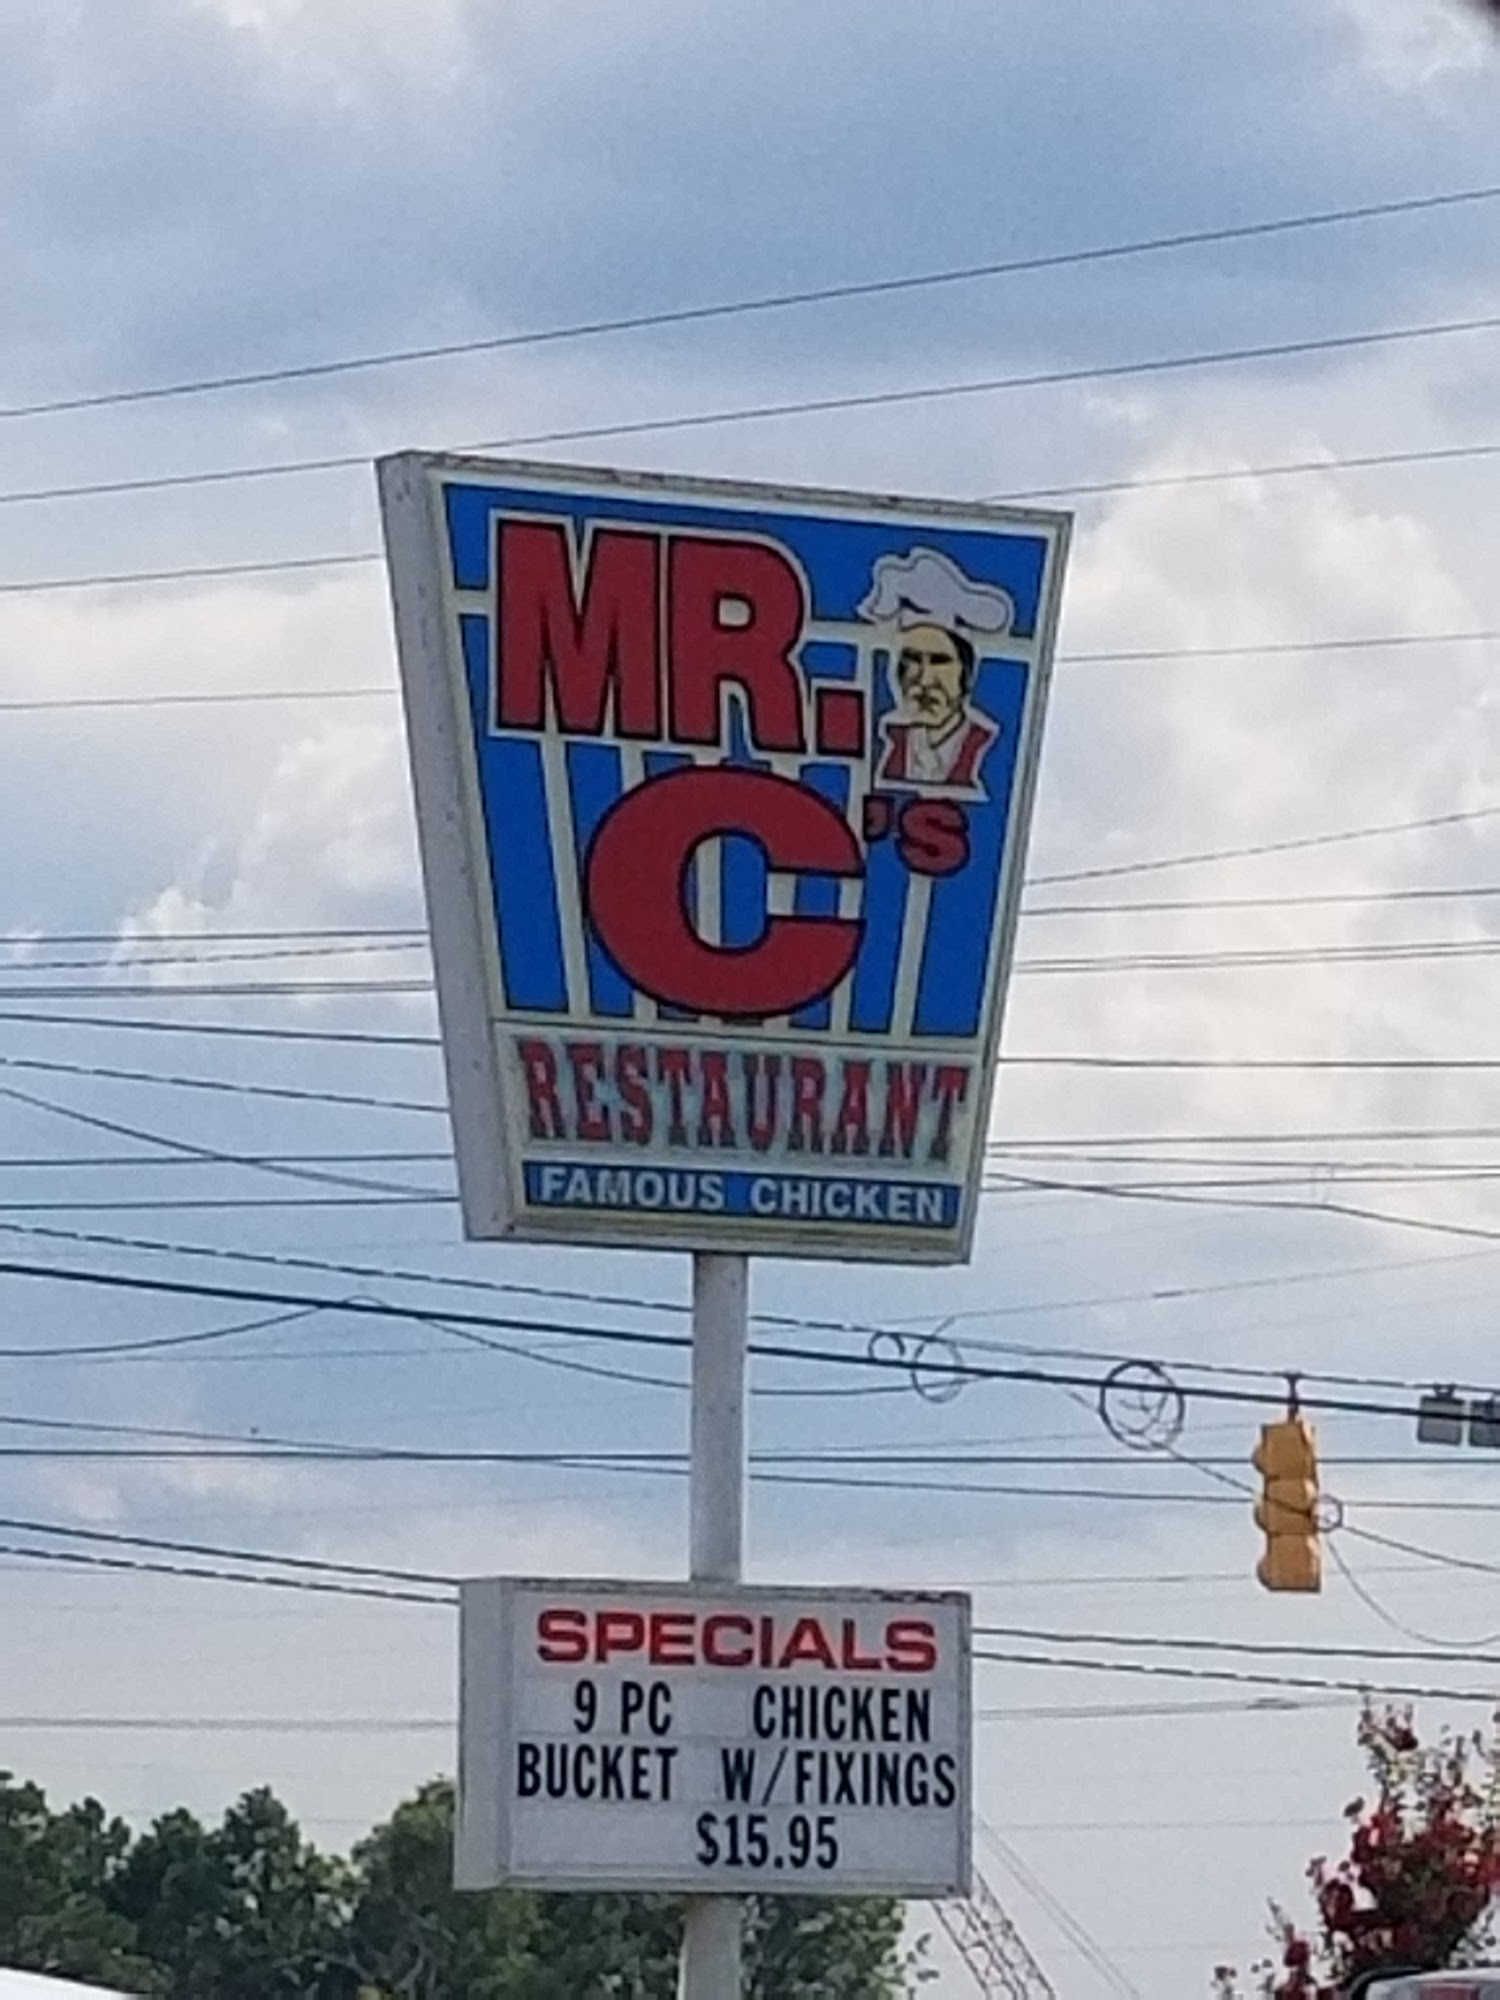 MR.
C'S
RESTAURANT
FAMOUS CHICKEN
SPECIALS
9 PC CHICKEN
BUCKET W/FIXINGS
$15.95